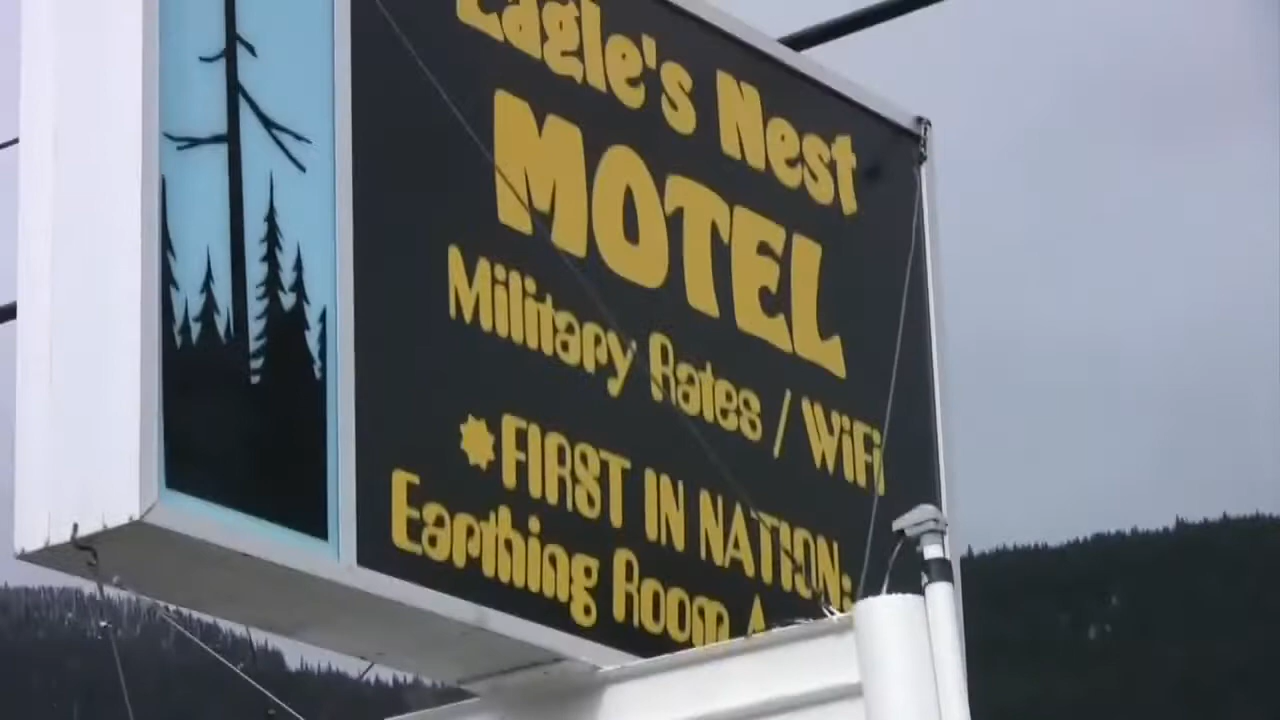 Eagle's Nest
MOTEL
Military Rates / WiFi
*FIRST IN NATION:
Earthing Room